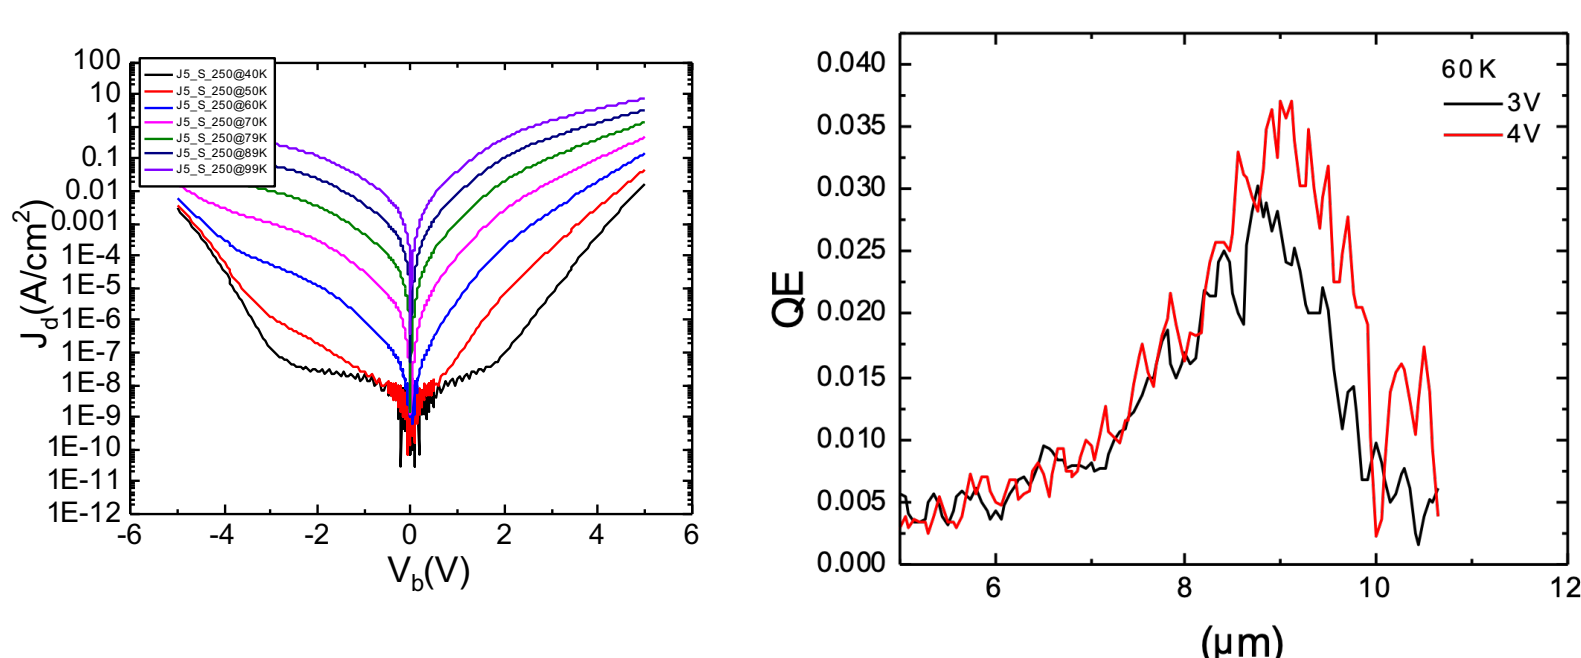 100
10
1
0.1
0.01
0.001
1E-4
1E-5
1E-6
1E-7
1E-8
1E-9
1E-10
1E-11
1E-12
J_d(A/cm^2)
J5_S_250@40K
J5_S_250@50K
J5_S_250@60K
J5_S_250@70K
J5_S_250@79K
J5_S_250@89K
J5_S_250@99K
-6 -4 -2 0 2 4 6
V_b(V)
0.040
0.035
0.030
0.025
0.020
0.015
0.010
0.005
0.000
QE
60K
3V
4V
6 8 10 12
(μm)